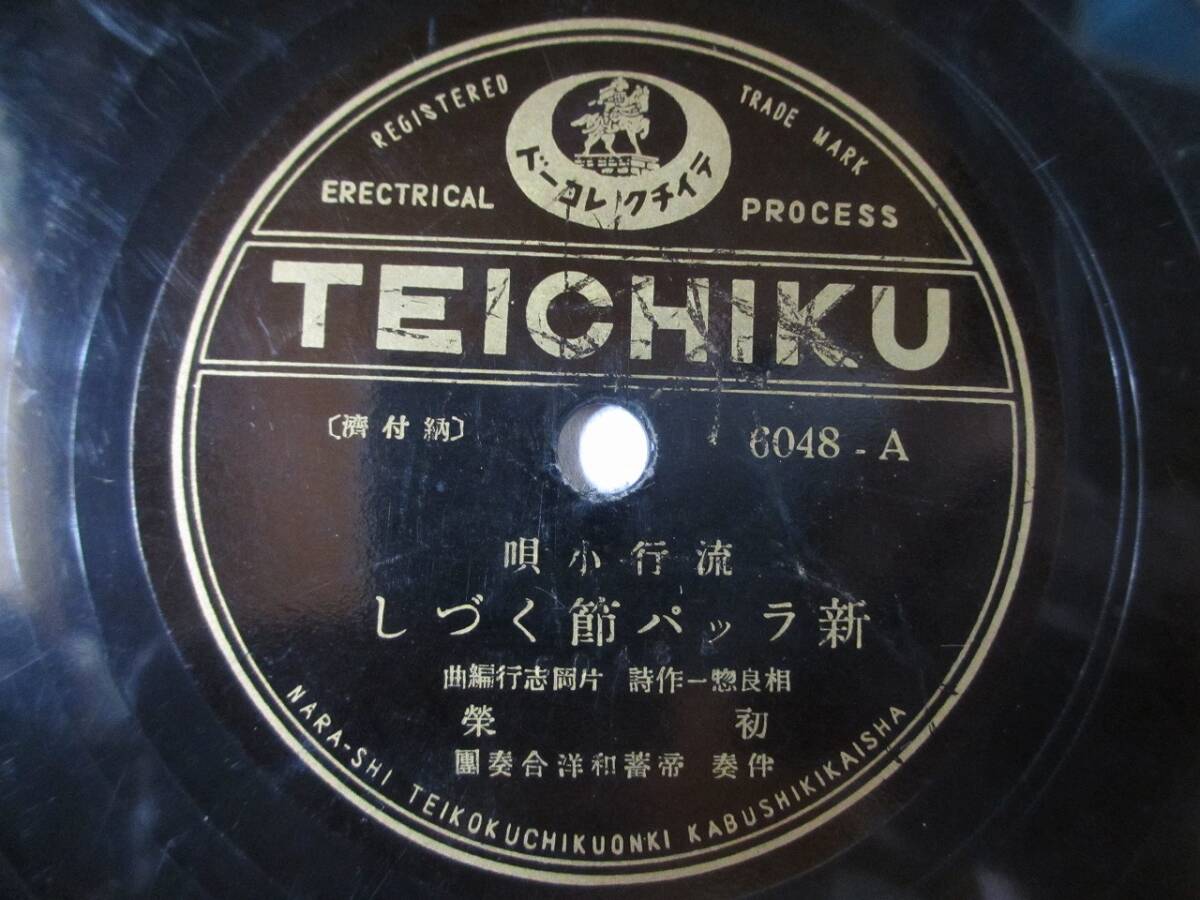 REGISTERED TRADE MARK
テイチクレコード
ERECTRICAL PROCESS
TEICHIKU
〔納付濟〕
6048-A
流行小唄
新ラッパ節くづし
相良惣一作詩 片岡志行編曲
初榮
伴奏 帝蓄和洋合奏團
NARA-SHI TEIKOKUCHIKUONKI KABUSHIKIKAISHA